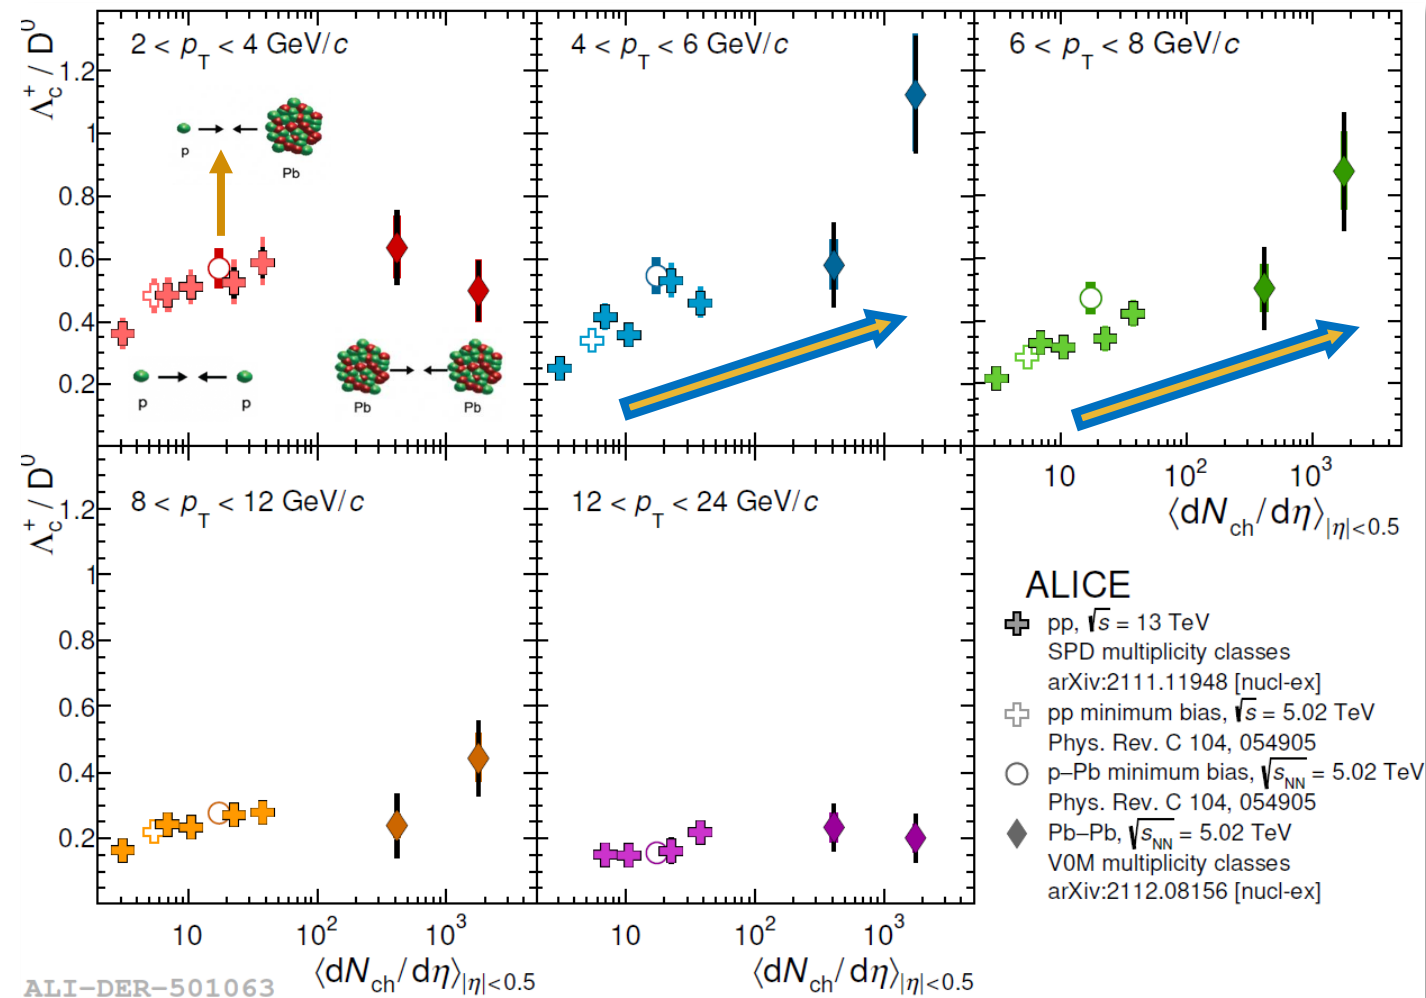 Λc+ / D0
2 < pT < 4 GeV/c
4 < pT < 6 GeV/c
6 < pT < 8 GeV/c
1.2
1
0.8
0.6
0.4
0.2
p
Pb
p
p
Pb
Pb
10
10²
10³
⟨dNch/dη⟩|η|<0.5
Λc+ / D0
8 < pT < 12 GeV/c
12 < pT < 24 GeV/c
1.2
1
0.8
0.6
0.4
0.2
10
10²
10³
10
10²
10³
⟨dNch/dη⟩|η|<0.5
⟨dNch/dη⟩|η|<0.5
ALICE
pp, √s = 13 TeV
SPD multiplicity classes
arXiv:2111.11948 [nucl-ex]
pp minimum bias, √s = 5.02 TeV
Phys. Rev. C 104, 054905
p–Pb minimum bias, √sNN = 5.02 TeV
Phys. Rev. C 104, 054905
Pb–Pb, √sNN = 5.02 TeV
V0M multiplicity classes
arXiv:2112.08156 [nucl-ex]
ALI-DER-501063